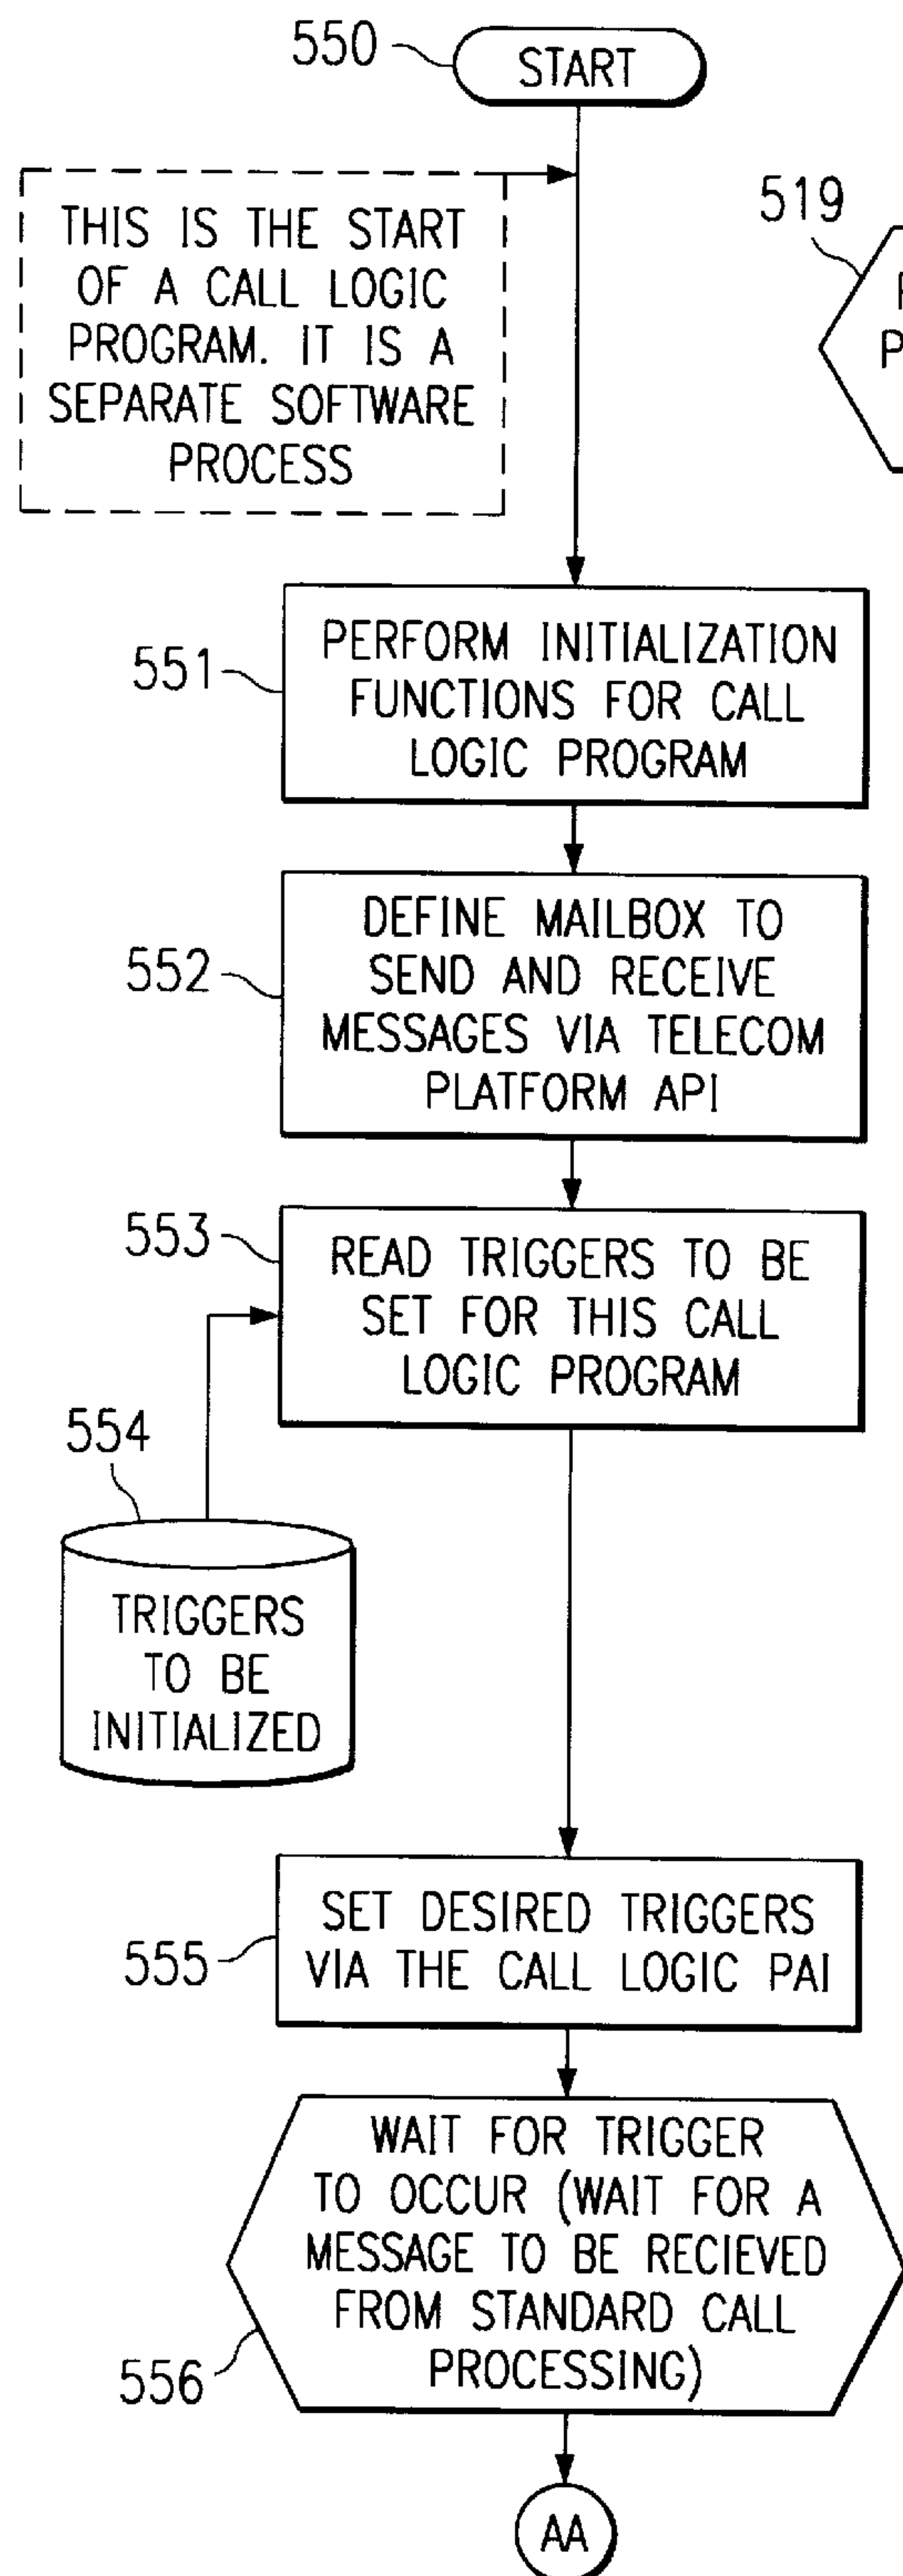 550
START
THIS IS THE START
OF A CALL LOGIC
PROGRAM. IT IS A
SEPARATE SOFTWARE
PROCESS
519
551
PERFORM INITIALIZATION
FUNCTIONS FOR CALL
LOGIC PROGRAM
552
DEFINE MAILBOX TO
SEND AND RECEIVE
MESSAGES VIA TELECOM
PLATFORM API
553
READ TRIGGERS TO BE
SET FOR THIS CALL
LOGIC PROGRAM
554
TRIGGERS
TO BE
INITIALIZED
555
SET DESIRED TRIGGERS
VIA THE CALL LOGIC PAI
556
WAIT FOR TRIGGER
TO OCCUR (WAIT FOR A
MESSAGE TO BE RECIEVED
FROM STANDARD CALL
PROCESSING)
AA